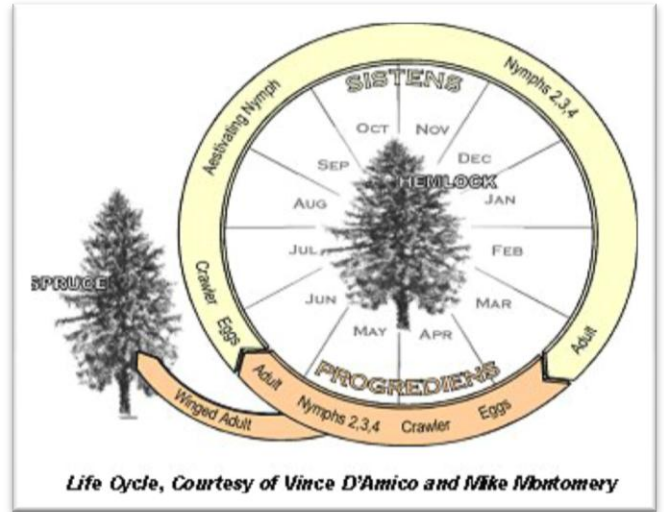 SISTENS
Nymphs 2,3,4
Aestivating Nymph
OCT
NOV
SEP
DEC
HEMLOCK
AUG
JAN
JUL
FEB
SPRUCE
Crawler
Eggs
JUN
MAR
MAY
APR
Adult
PROGREDIENS
Adult
Nymphs 2,3,4
Crawler
Eggs
Winged Adult
Life Cycle, Courtesy of Vince D'Amico and Mike Montomery